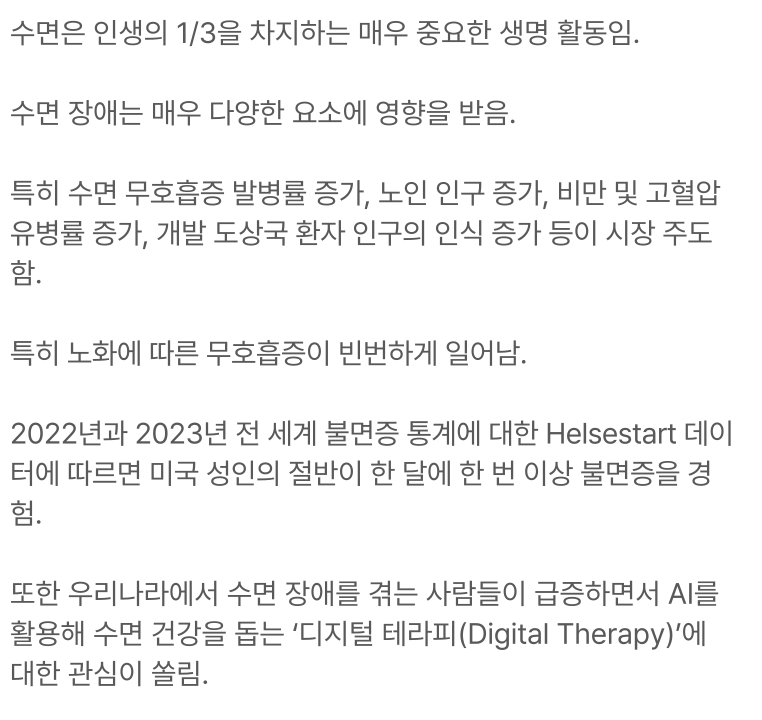 수면은 인생의 1/3을 차지하는 매우 중요한 생명 활동임.
수면 장애는 매우 다양한 요소에 영향을 받음.
특히 수면 무호흡증 발병률 증가, 노인 인구 증가, 비만 및 고혈압
유병률 증가, 개발 도상국 환자 인구의 인식 증가 등이 시장 주도
함.
특히 노화에 따른 무호흡증이 빈번하게 일어남.
2022년과 2023년 전 세계 불면증 통계에 대한 Helsestart 데이
터에 따르면 미국 성인의 절반이 한 달에 한 번 이상 불면증을 경
험.
또한 우리나라에서 수면 장애를 겪는 사람들이 급증하면서 AI를
활용해 수면 건강을 돕는 ‘디지털 테라피(Digital Therapy)’에
대한 관심이 쏠림.